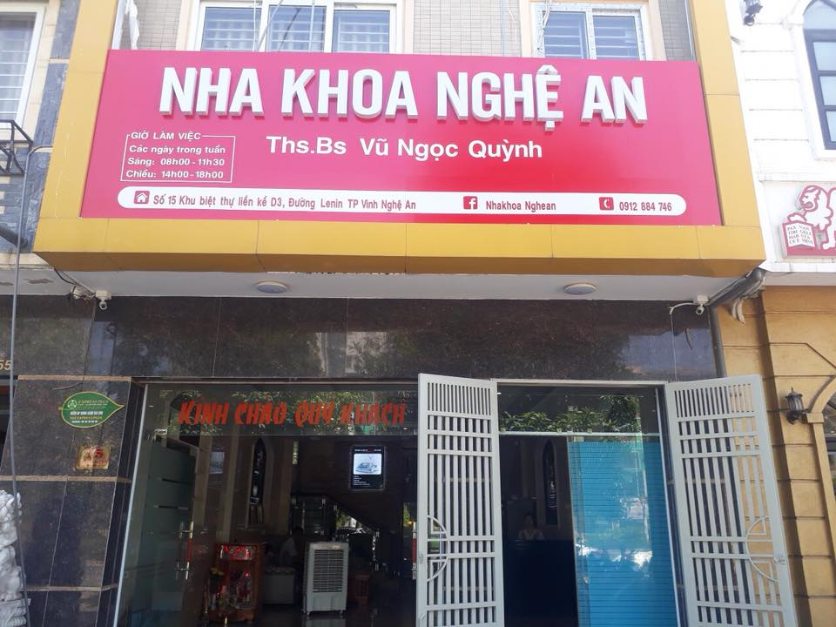 NHA KHOA NGHỆ AN
GIỜ LÀM VIỆC
Các ngày trong tuần
Sáng: 08h00 - 11h30
Chiều: 14h00 - 18h00
Ths.Bs Vũ Ngọc Quỳnh
Số 15 Khu biệt thự liền kề D3, Đường Lenin TP Vinh Nghệ An
Nhakhoa Nghean
0912 684 746
KÍNH CHÀO QUÝ KHÁCH